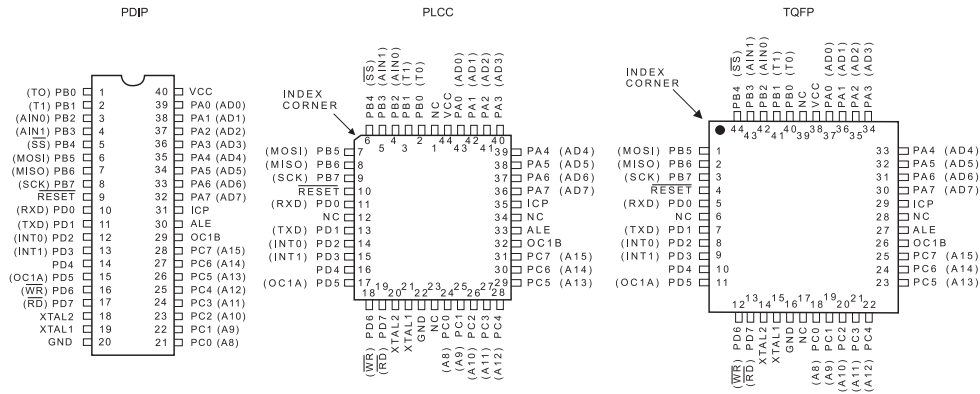 PDIP
(TO) PB0 1 40 VCC
(T1) PB1 2 39 PA0 (AD0)
(AIN0) PB2 3 38 PA1 (AD1)
(AIN1) PB3 4 37 PA2 (AD2)
(SS) PB4 5 36 PA3 (AD3)
(MOSI) PB5 6 35 PA4 (AD4)
(MISO) PB6 7 34 PA5 (AD5)
(SCK) PB7 8 33 PA6 (AD6)
RESET 9 32 PA7 (AD7)
(RXD) PD0 10 31 ICP
(TXD) PD1 11 30 ALE
(INT0) PD2 12 29 OC1B
(INT1) PD3 13 28 PC7 (A15)
PD4 14 27 PC6 (A14)
(OC1A) PD5 15 26 PC5 (A13)
(WR) PD6 16 25 PC4 (A12)
(RD) PD7 17 24 PC3 (A11)
XTAL2 18 23 PC2 (A10)
XTAL1 19 22 PC1 (A9)
GND 20 21 PC0 (A8)
PLCC
INDEX
CORNER
PB4 (SS)
PB3 (AIN1)
PB2 (AIN0)
PB1 (T1)
PB0 (T0)
NC
VCC
PA0 (AD0)
PA1 (AD1)
PA2 (AD2)
PA3 (AD3)
6 5 4 3 2 1 44 43 42 41 40
(MOSI) PB5 7 39 PA4 (AD4)
(MISO) PB6 8 38 PA5 (AD5)
(SCK) PB7 9 37 PA6 (AD6)
RESET 10 36 PA7 (AD7)
(RXD) PD0 11 35 ICP
NC 12 34 NC
(TXD) PD1 13 33 ALE
(INT0) PD2 14 32 OC1B
(INT1) PD3 15 31 PC7 (A15)
PD4 16 30 PC6 (A14)
(OC1A) PD5 17 29 PC5 (A13)
18 19 20 21 22 23 24 25 26 27 28
(WR) PD6
(RD) PD7
XTAL2
XTAL1
GND
NC
(A8) PC0
(A9) PC1
(A10) PC2
(A11) PC3
(A12) PC4
TQFP
INDEX
CORNER
PB4 (SS)
PB3 (AIN1)
PB2 (AIN0)
PB1 (T1)
PB0 (T0)
NC
VCC
PA0 (AD0)
PA1 (AD1)
PA2 (AD2)
PA3 (AD3)
44 43 42 41 40 39 38 37 36 35 34
(MOSI) PB5 1 33 PA4 (AD4)
(MISO) PB6 2 32 PA5 (AD5)
(SCK) PB7 3 31 PA6 (AD6)
RESET 4 30 PA7 (AD7)
(RXD) PD0 5 29 ICP
NC 6 28 NC
(TXD) PD1 7 27 ALE
(INT0) PD2 8 26 OC1B
(INT1) PD3 9 25 PC7 (A15)
PD4 10 24 PC6 (A14)
(OC1A) PD5 11 23 PC5 (A13)
12 13 14 15 16 17 18 19 20 21 22
(WR) PD6
(RD) PD7
XTAL2
XTAL1
GND
NC
(A8) PC0
(A9) PC1
(A10) PC2
(A11) PC3
(A12) PC4